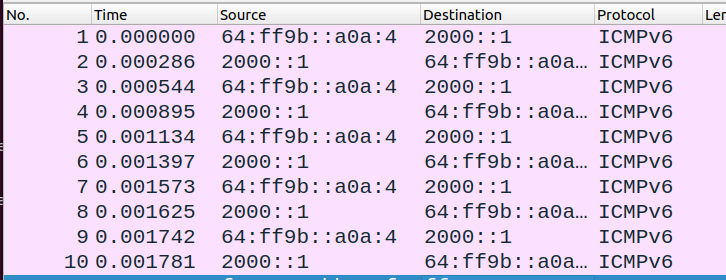 No. Time Source Destination Protocol Len
1 0.000000 64:ff9b::a0a:4 2000::1 ICMPv6
2 0.000286 2000::1 64:ff9b::a0a… ICMPv6
3 0.000544 64:ff9b::a0a:4 2000::1 ICMPv6
4 0.000895 2000::1 64:ff9b::a0a… ICMPv6
5 0.001134 64:ff9b::a0a:4 2000::1 ICMPv6
6 0.001397 2000::1 64:ff9b::a0a… ICMPv6
7 0.001573 64:ff9b::a0a:4 2000::1 ICMPv6
8 0.001625 2000::1 64:ff9b::a0a… ICMPv6
9 0.001742 64:ff9b::a0a:4 2000::1 ICMPv6
10 0.001781 2000::1 64:ff9b::a0a… ICMPv6